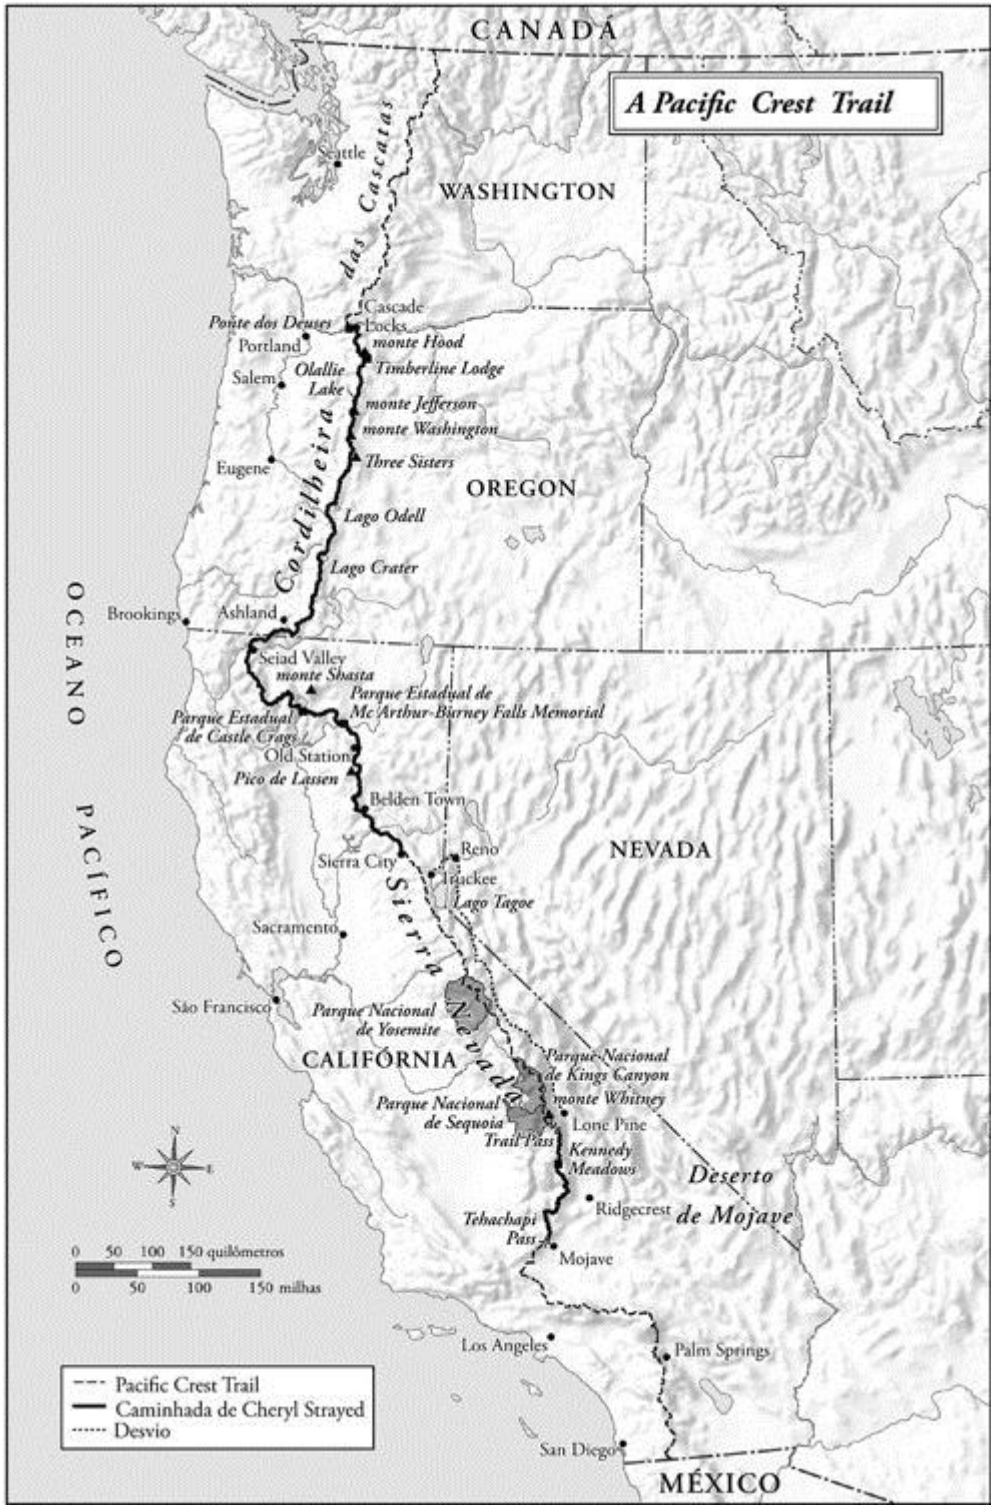 CANADÁ
A Pacific Crest Trail
Seattle
WASHINGTON
Cordilheira das Cascatas
Cascade
Locks
Ponte dos Deuses
Portland
monte Hood
Timberline Lodge
Olallie
Lake
Salem
monte Jefferson
monte Washington
Three Sisters
Eugene
OREGON
Lago Odell
Lago Crater
Brookings
Ashland
OCEANO PACÍFICO
Seiad Valley
monte Shasta
Parque Estadual de
Mc Arthur-Burney Falls Memorial
Parque Estadual
de Castle Crags
Old Station
Pico de Lassen
Belden Town
Sierra City
Reno
Truckee
Lago Tagoe
NEVADA
Sierra Nevada
Sacramento
São Francisco
Parque Nacional
de Yosemite
CALIFÓRNIA
Parque Nacional
de Kings Canyon
monte Whitney
Parque Nacional
de Sequoia
Lone Pine
Trail Pass
Kennedy
Meadows
Deserto
de Mojave
Ridgecrest
Tehachapi
Pass
Mojave
N
W
E
S
0 50 100 150 quilômetros
0 50 100 150 milhas
Los Angeles
Palm Springs
Pacific Crest Trail
Caminhada de Cheryl Strayed
Desvio
San Diego
MÉXICO